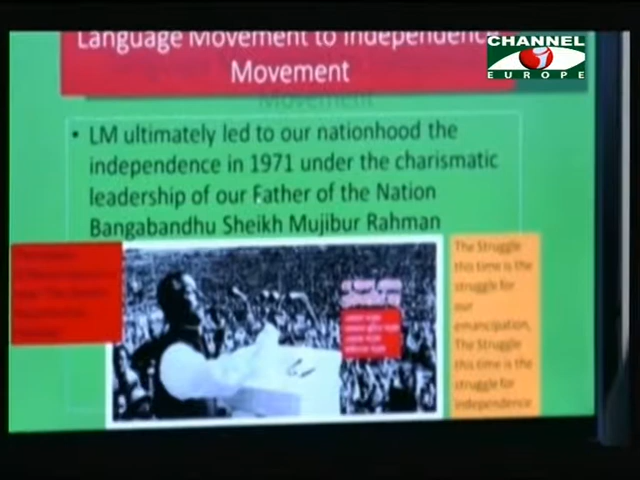 Language Movement to Independence
Movement
CHANNEL
i
EUROPE
• LM ultimately led to our nationhood the
independence in 1971 under the charismatic
leadership of our Father of the Nation
Bangabandhu Sheikh Mujibur Rahman
The Struggle
this time is the
struggle for
our
emancipation,
The Struggle
this time is the
struggle for
independence